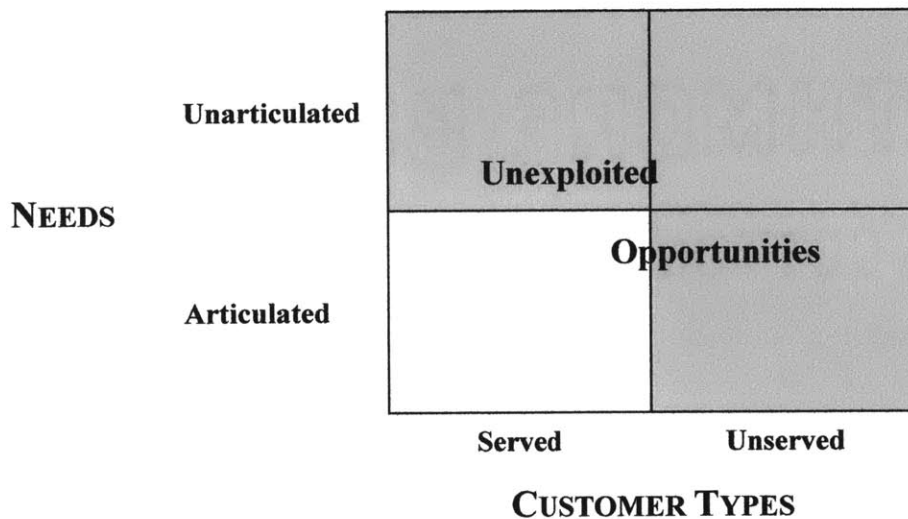 Unarticulated
Unexploited
NEEDS
Opportunities
Articulated
Served Unserved
CUSTOMER TYPES